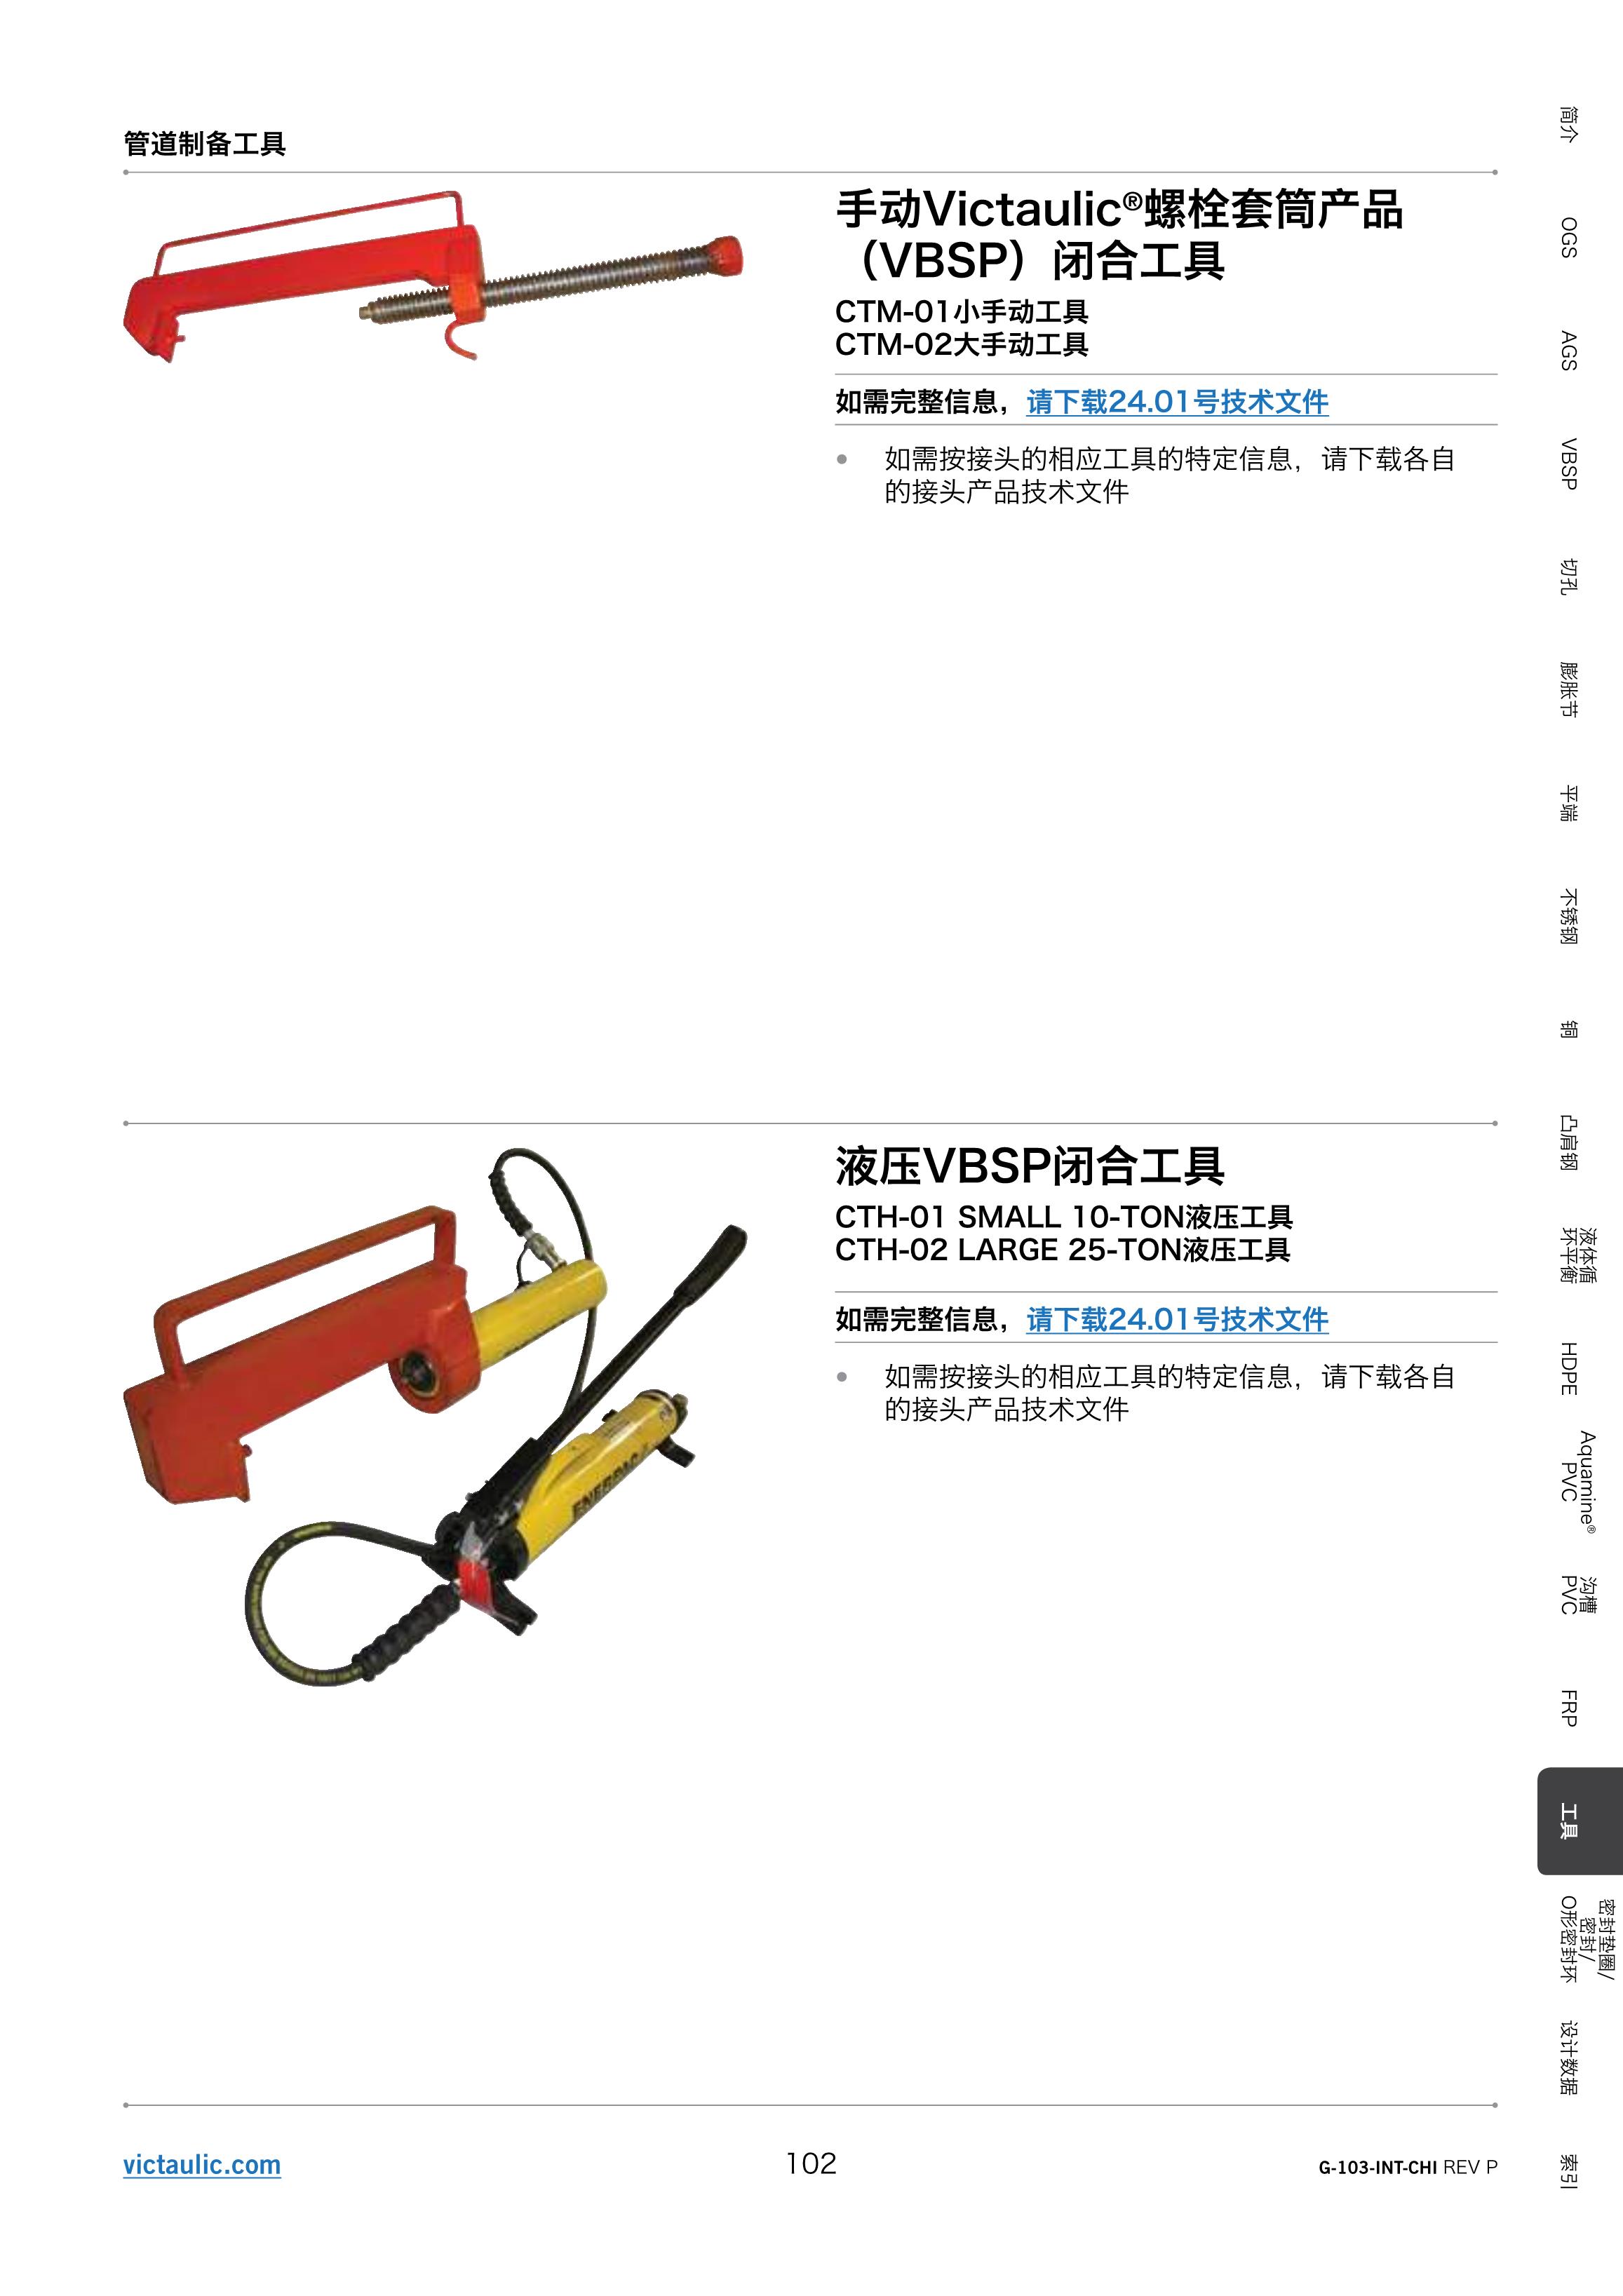 管道制备工具
手动Victaulic®螺栓套筒产品
（VBSP）闭合工具
CTM-01小手动工具
CTM-02大手动工具
如需完整信息，请下载24.01号技术文件
• 如需按接头的相应工具的特定信息，请下载各自
的接头产品技术文件
液压VBSP闭合工具
CTH-01 SMALL 10-TON液压工具
CTH-02 LARGE 25-TON液压工具
如需完整信息，请下载24.01号技术文件
• 如需按接头的相应工具的特定信息，请下载各自
的接头产品技术文件
ENERPAC
victaulic.com
102
G-103-INT-CHI REV P
简介
OGS
AGS
VBSP
切孔
膨胀节
平端
不锈钢
铜
凸肩钢
液体循
环平衡
HDPE
Aquamine®
PVC
沟槽
PVC
FRP
工具
密封垫圈/
密封/
O形密封环
设计数据
索引